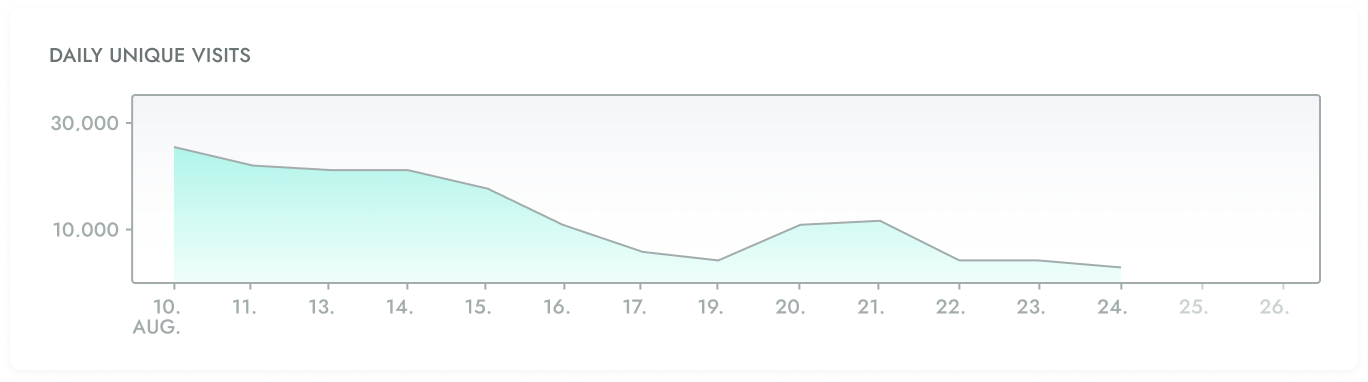 DAILY UNIQUE VISITS
30,000
10.000
10. 11. 13. 14. 15. 16. 17. 19. 20. 21. 22. 23. 24. 25. 26.
AUG.